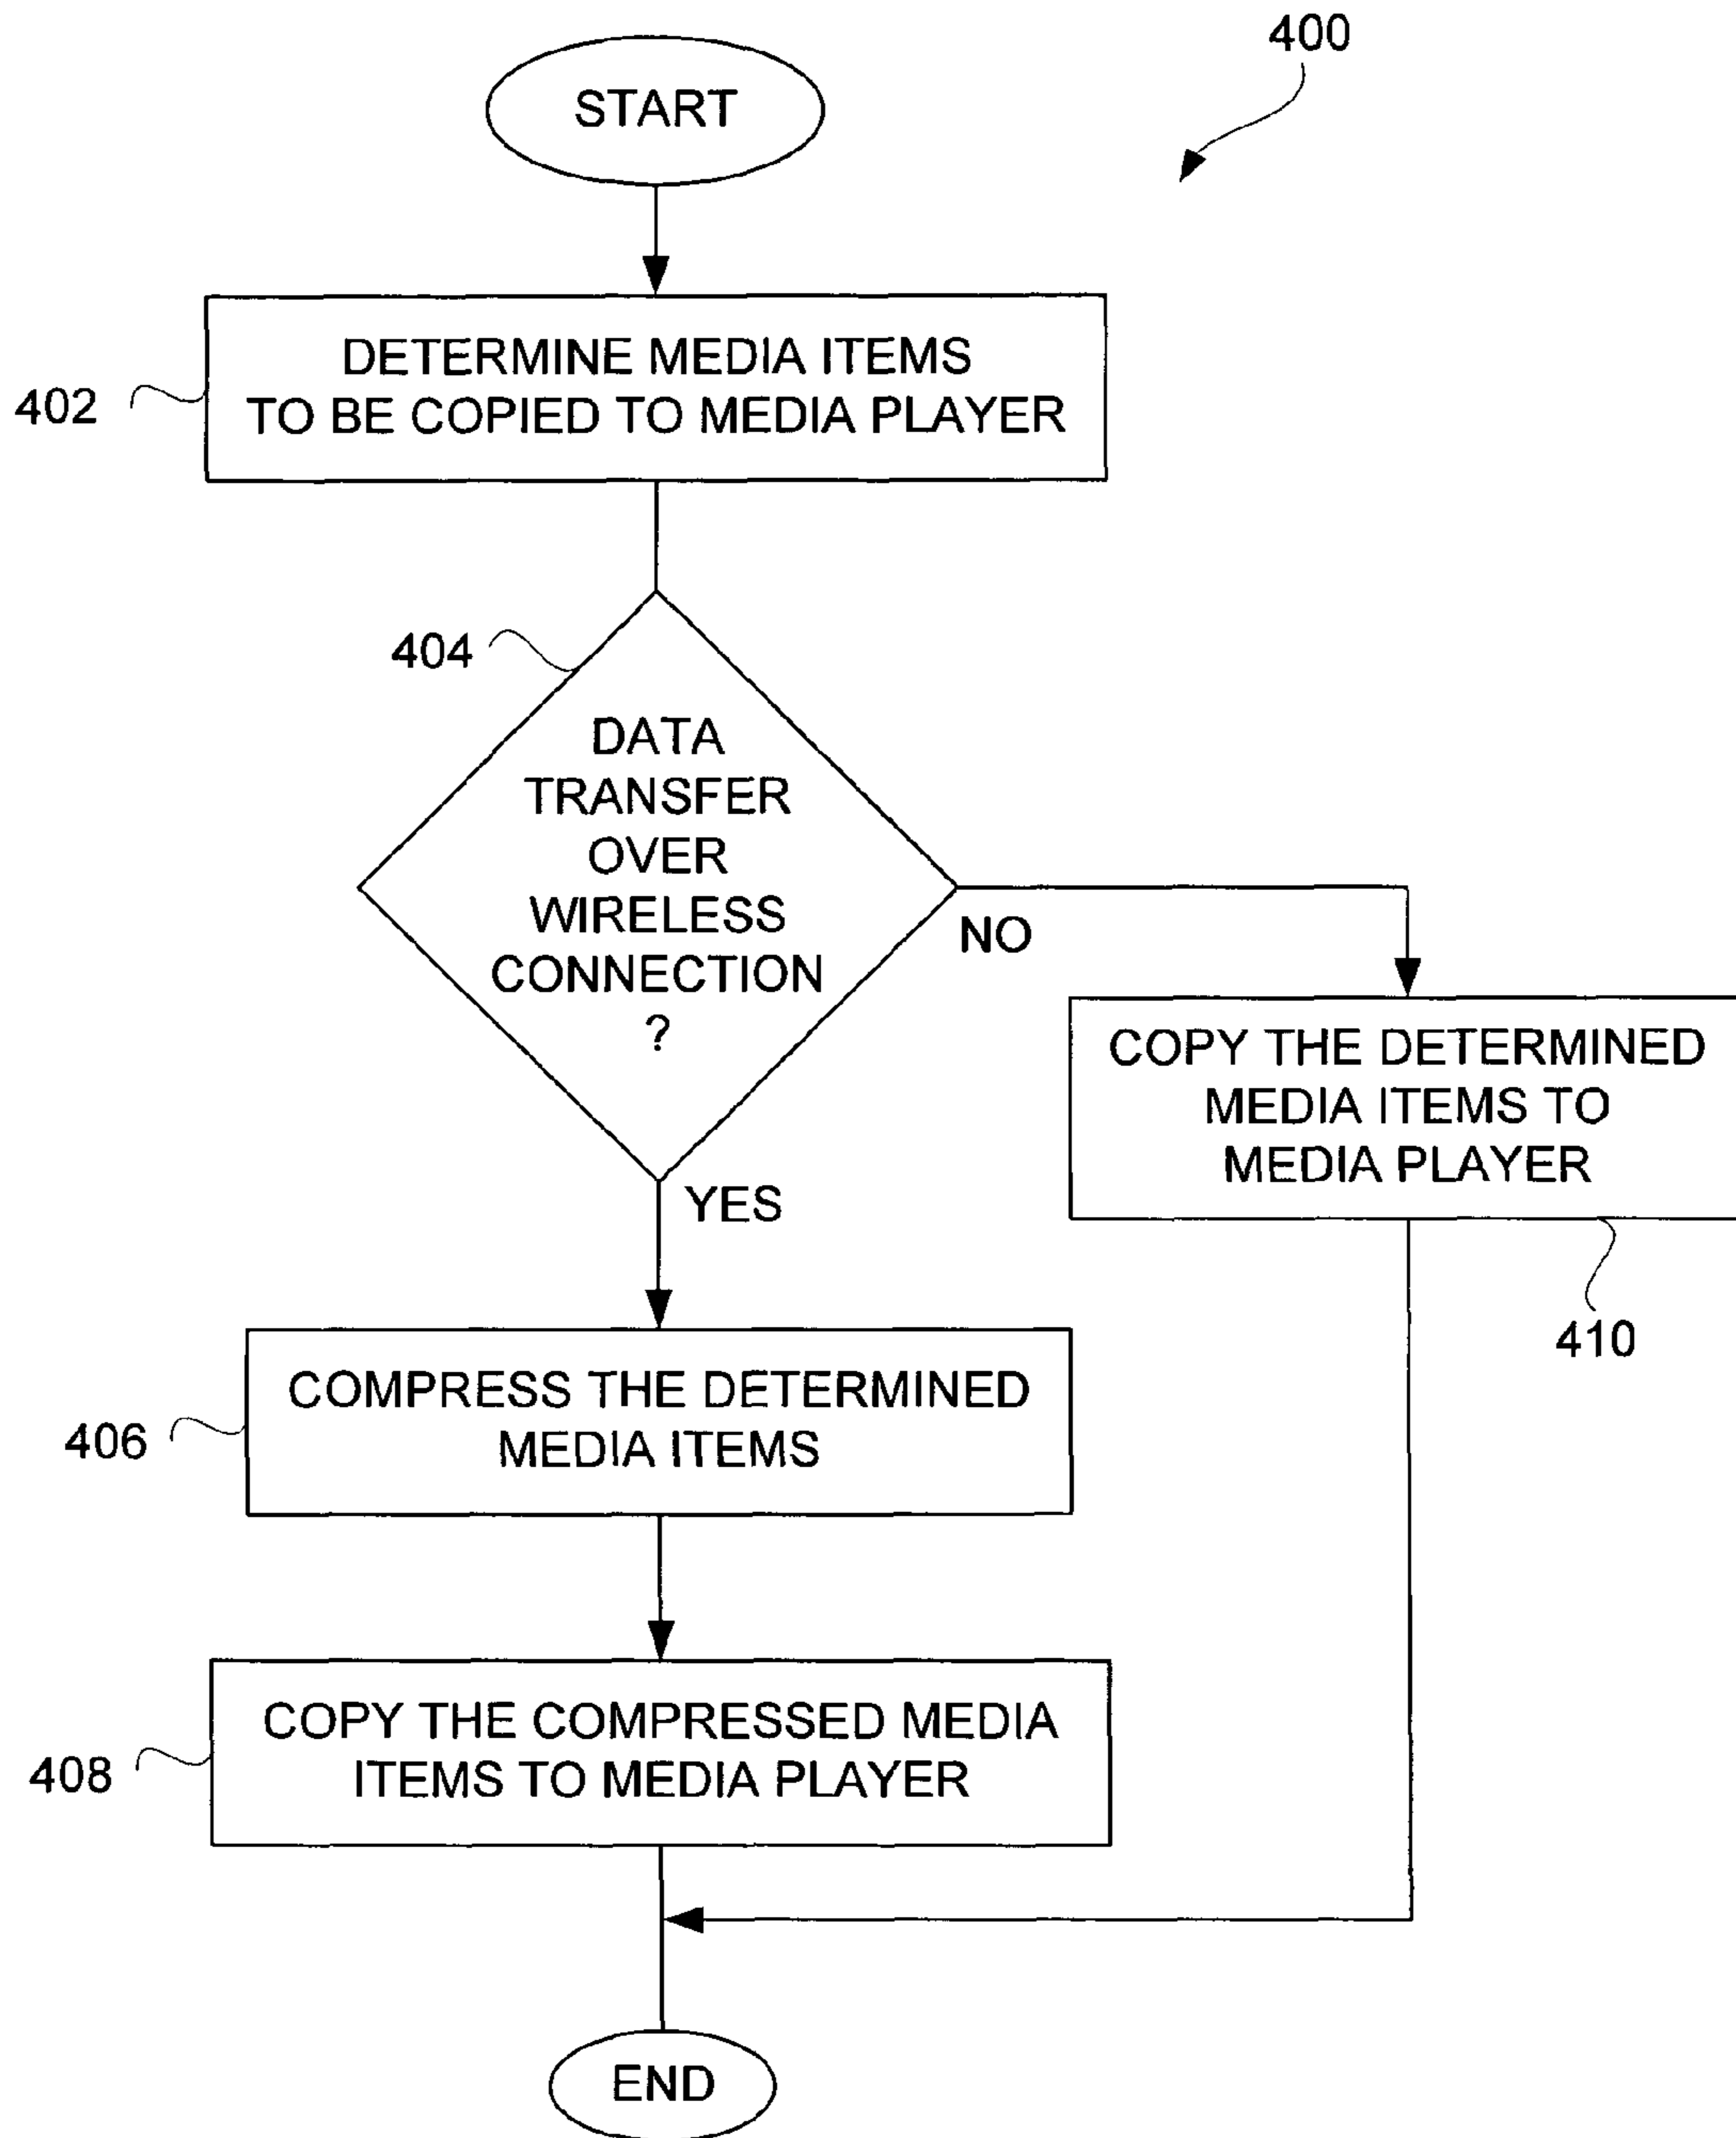 400
START
402
DETERMINE MEDIA ITEMS
TO BE COPIED TO MEDIA PLAYER
404
DATA
TRANSFER
OVER
WIRELESS
CONNECTION
?
NO
YES
COPY THE DETERMINED
MEDIA ITEMS TO
MEDIA PLAYER
410
406
COMPRESS THE DETERMINED
MEDIA ITEMS
408
COPY THE COMPRESSED MEDIA
ITEMS TO MEDIA PLAYER
END